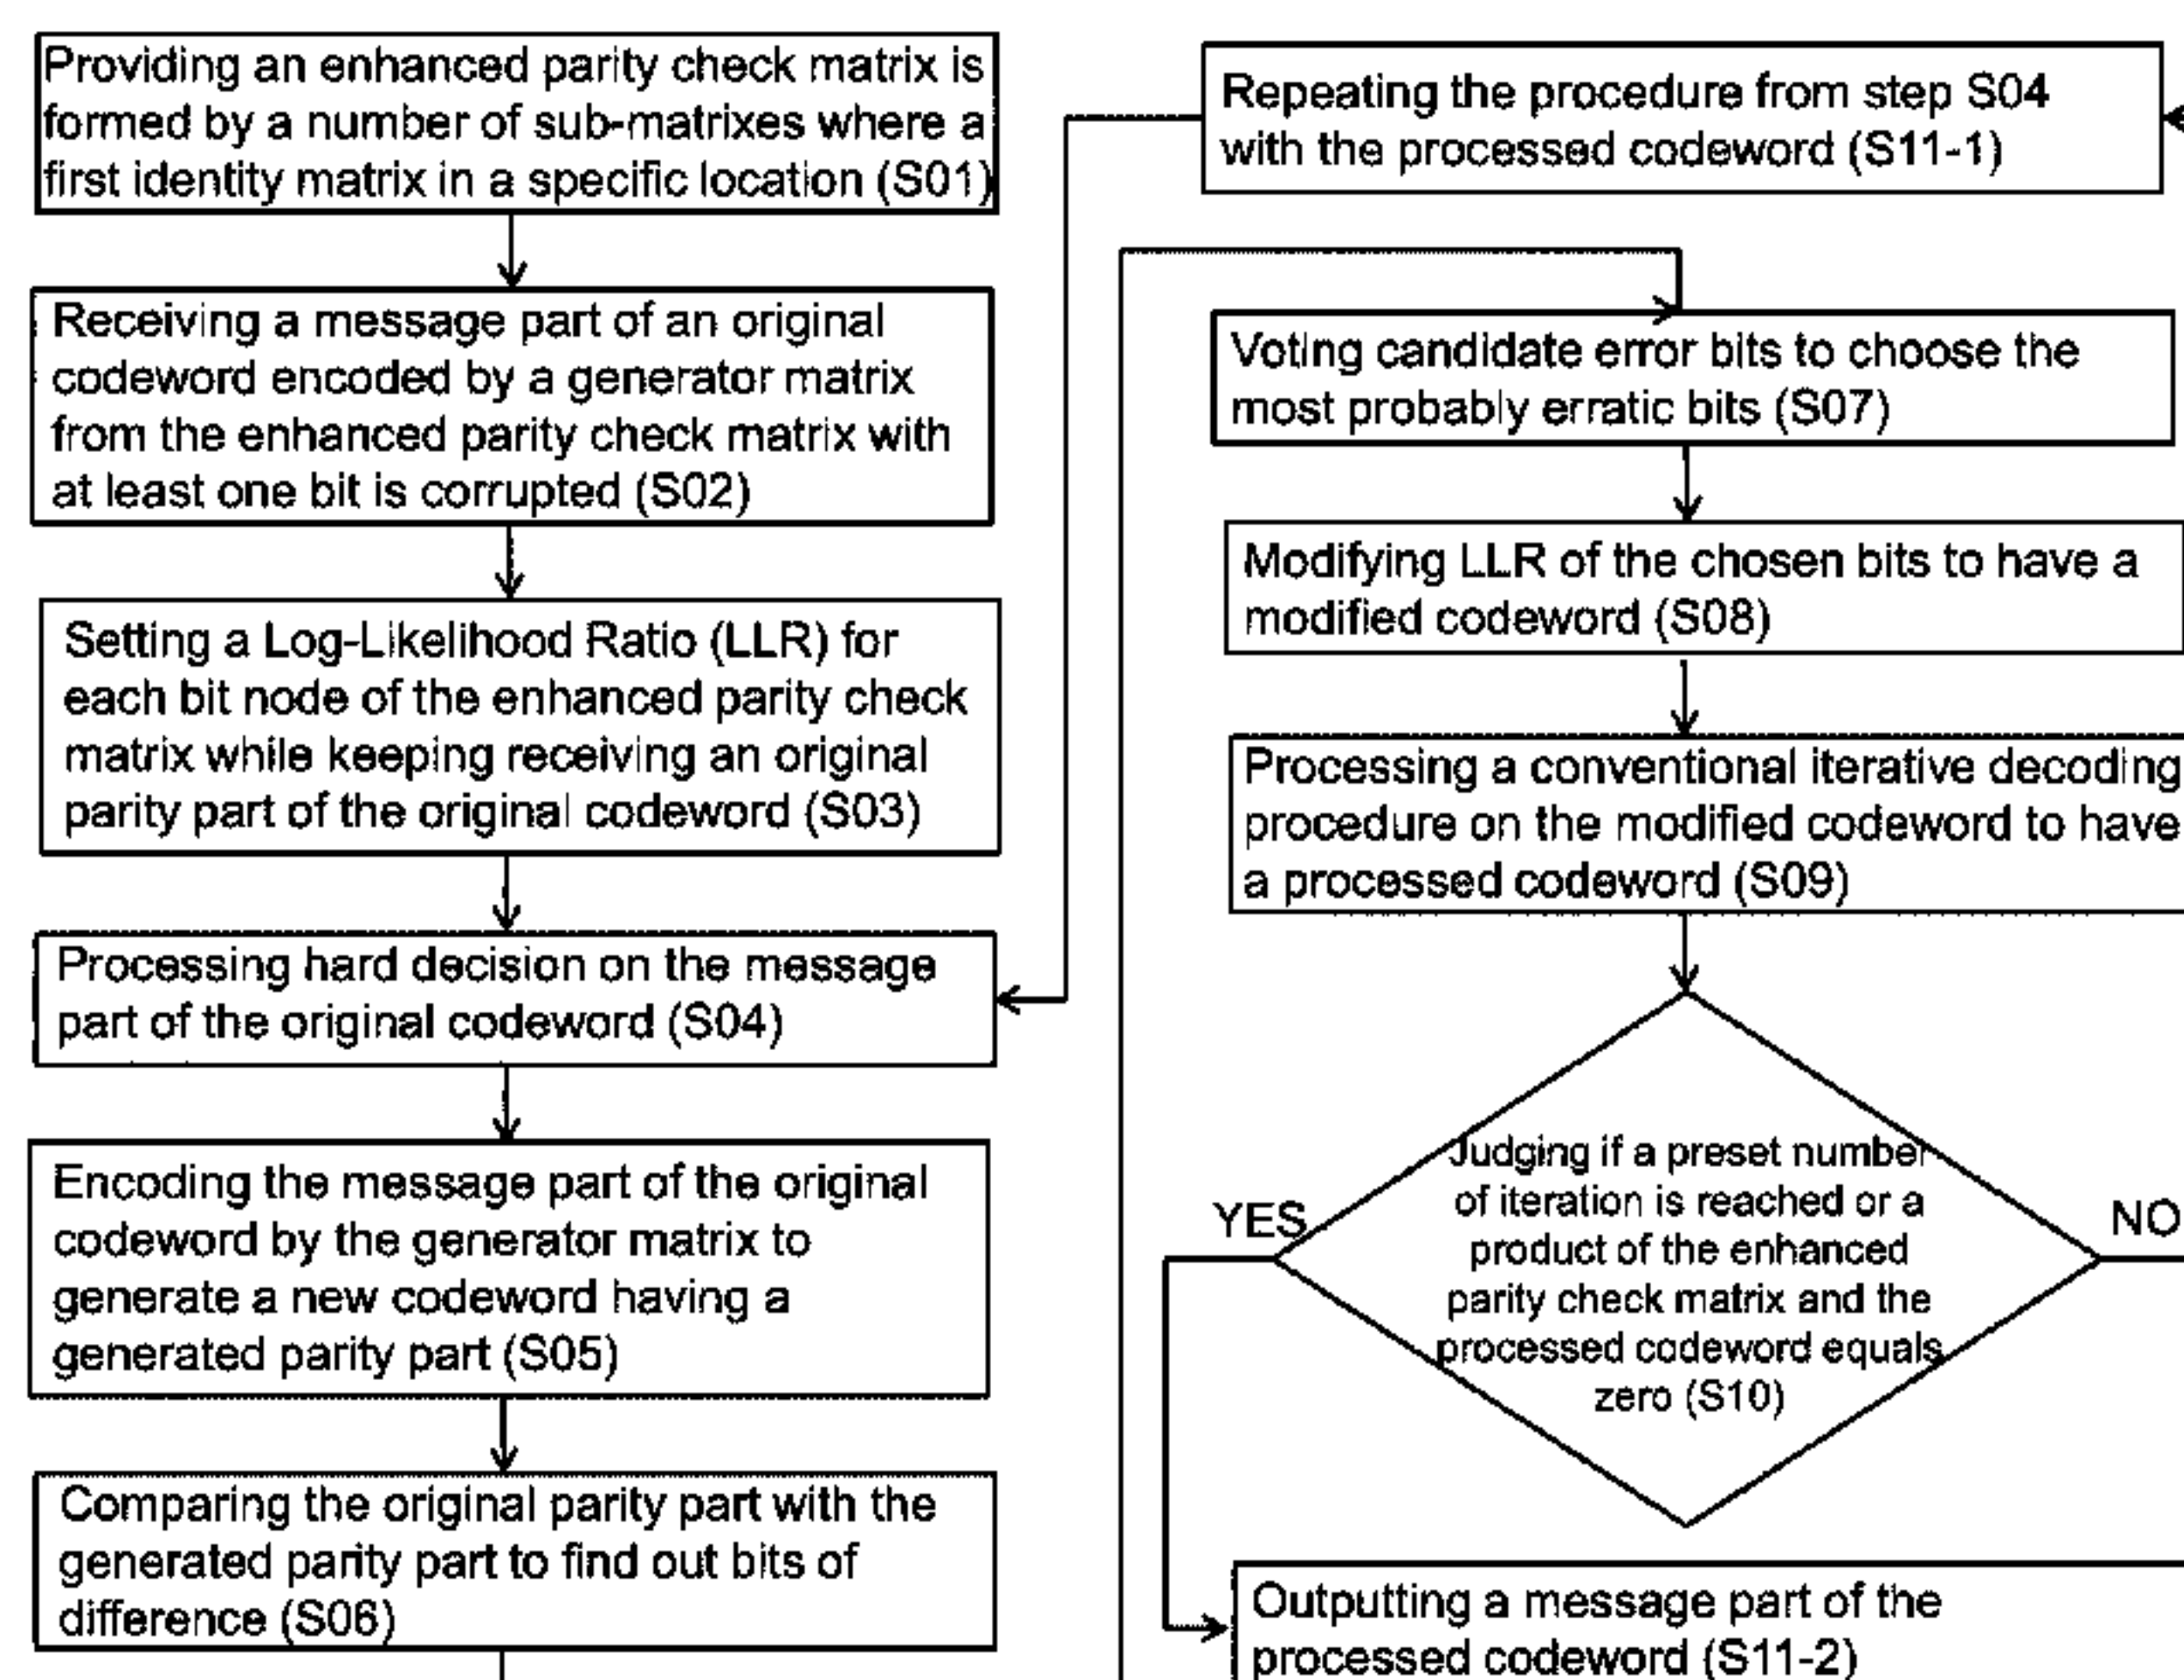 Providing an enhanced parity check matrix is
formed by a number of sub-matrixes where a
first identity matrix in a specific location (S01)
Receiving a message part of an original
codeword encoded by a generator matrix
from the enhanced parity check matrix with
at least one bit is corrupted (S02)
Setting a Log-Likelihood Ratio (LLR) for
each bit node of the enhanced parity check
matrix while keeping receiving an original
parity part of the original codeword (S03)
Processing hard decision on the message
part of the original codeword (S04)
Encoding the message part of the original
codeword by the generator matrix to
generate a new codeword having a
generated parity part (S05)
Comparing the original parity part with the
generated parity part to find out bits of
difference (S06)
Repeating the procedure from step S04
with the processed codeword (S11-1)
Voting candidate error bits to choose the
most probably erratic bits (S07)
Modifying LLR of the chosen bits to have a
modified codeword (S08)
Processing a conventional iterative decoding
procedure on the modified codeword to have
a processed codeword (S09)
Judging if a preset number
of iteration is reached or a
product of the enhanced
parity check matrix and the
processed codeword equals
zero (S10)
YES
NO
Outputting a message part of the
processed codeword (S11-2)